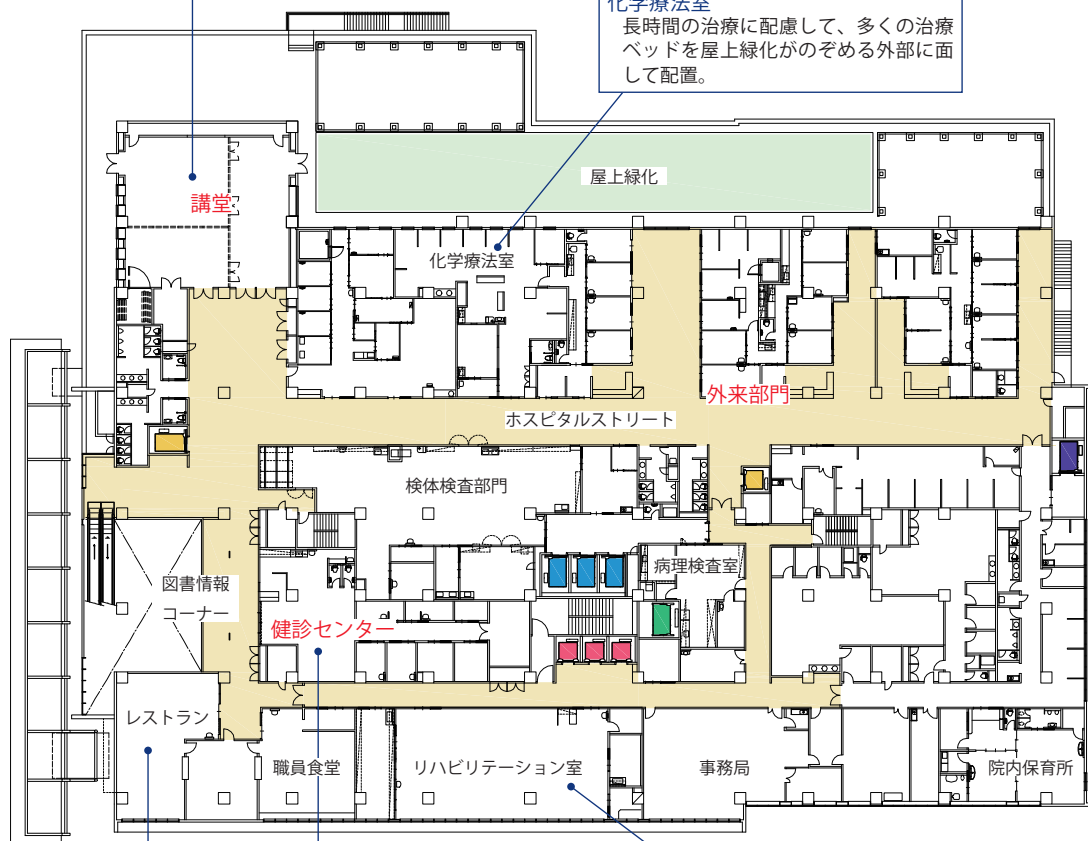 化学療法室
長時間の治療に配慮して、多くの治療
ベッドを屋上緑化がのぞめる外部に面
して配置。
屋上緑化
講堂
化学療法室
外来部門
ホスピタルストリート
検体検査部門
病理検査室
図書情報
コーナー
健診センター
レストラン
職員食堂
リハビリテーション室
事務局
院内保育所